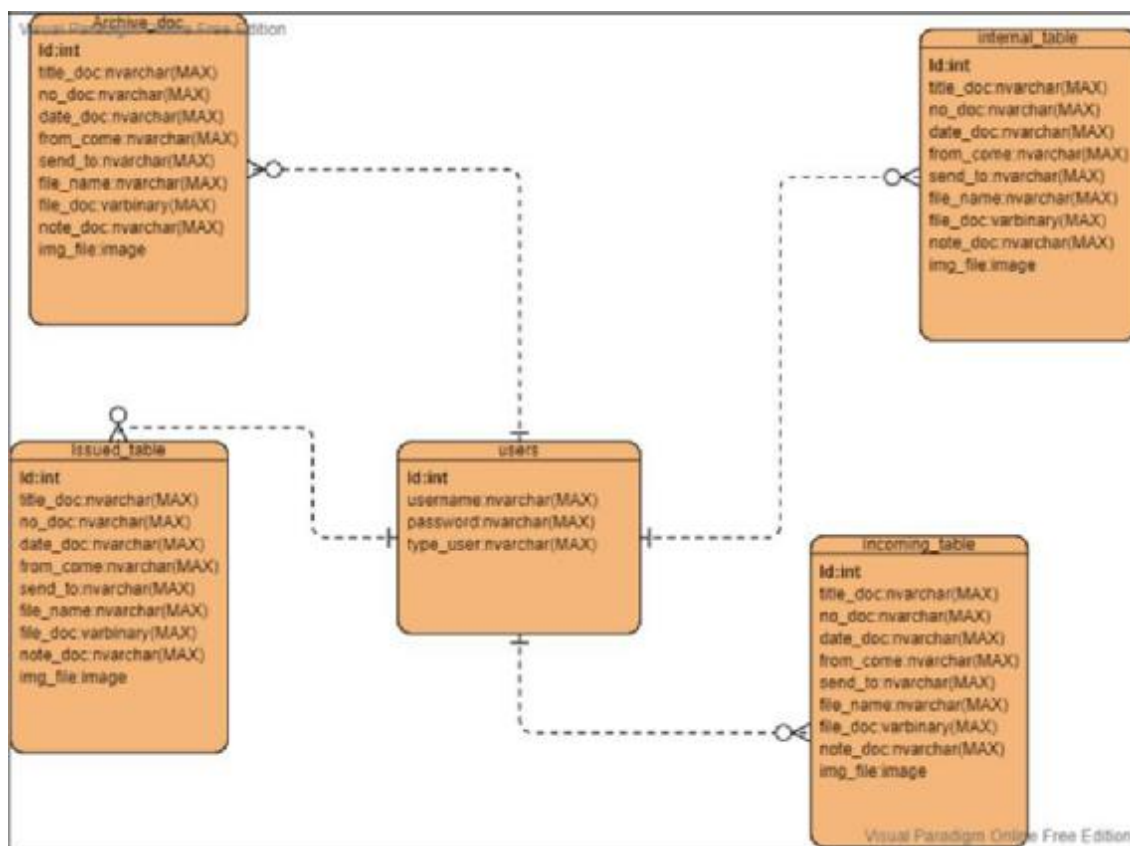 Visual Paradigm Online Free Edition
Archive_doc
Id:int
title_doc:nvarchar(MAX)
no_doc:nvarchar(MAX)
date_doc:nvarchar(MAX)
from_come:nvarchar(MAX)
send_to:nvarchar(MAX)
file_name:nvarchar(MAX)
file_doc:varbinary(MAX)
note_doc:nvarchar(MAX)
img_file:image
internal_table
Id:int
title_doc:nvarchar(MAX)
no_doc:nvarchar(MAX)
date_doc:nvarchar(MAX)
from_come:nvarchar(MAX)
send_to:nvarchar(MAX)
file_name:nvarchar(MAX)
file_doc:varbinary(MAX)
note_doc:nvarchar(MAX)
img_file:image
Issued_table
Id:int
title_doc:nvarchar(MAX)
no_doc:nvarchar(MAX)
date_doc:nvarchar(MAX)
from_come:nvarchar(MAX)
send_to:nvarchar(MAX)
file_name:nvarchar(MAX)
file_doc:varbinary(MAX)
note_doc:nvarchar(MAX)
img_file:image
users
Id:int
username:nvarchar(MAX)
password:nvarchar(MAX)
type_user:nvarchar(MAX)
Incoming_table
Id:int
title_doc:nvarchar(MAX)
no_doc:nvarchar(MAX)
date_doc:nvarchar(MAX)
from_come:nvarchar(MAX)
send_to:nvarchar(MAX)
file_name:nvarchar(MAX)
file_doc:varbinary(MAX)
note_doc:nvarchar(MAX)
img_file:image
Visual Paradigm Online Free Edition